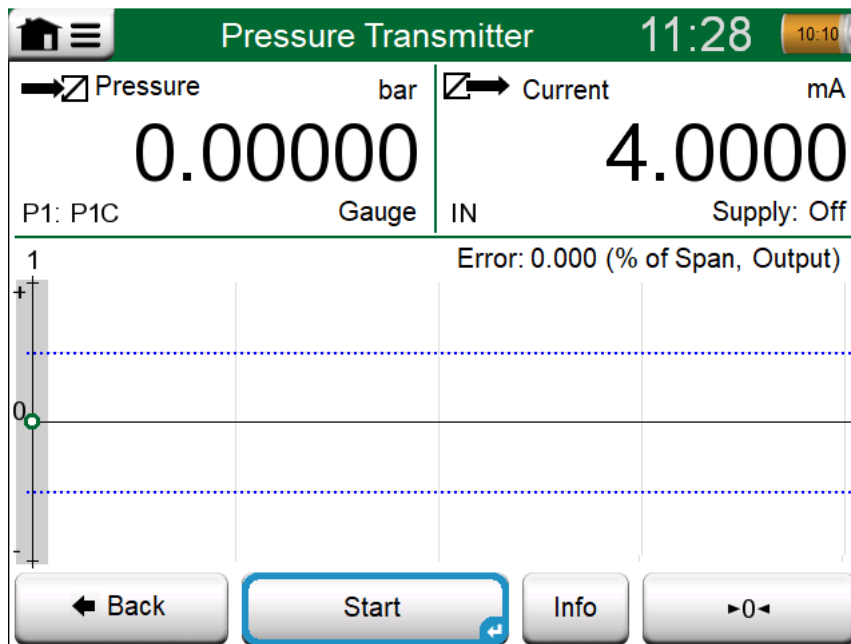 Pressure Transmitter 11:28 10:10
Pressure bar Current mA
0.00000 4.0000
P1: P1C Gauge IN Supply: Off
1 Error: 0.000 (% of Span, Output)
+
0
-
Back Start Info ►0◄